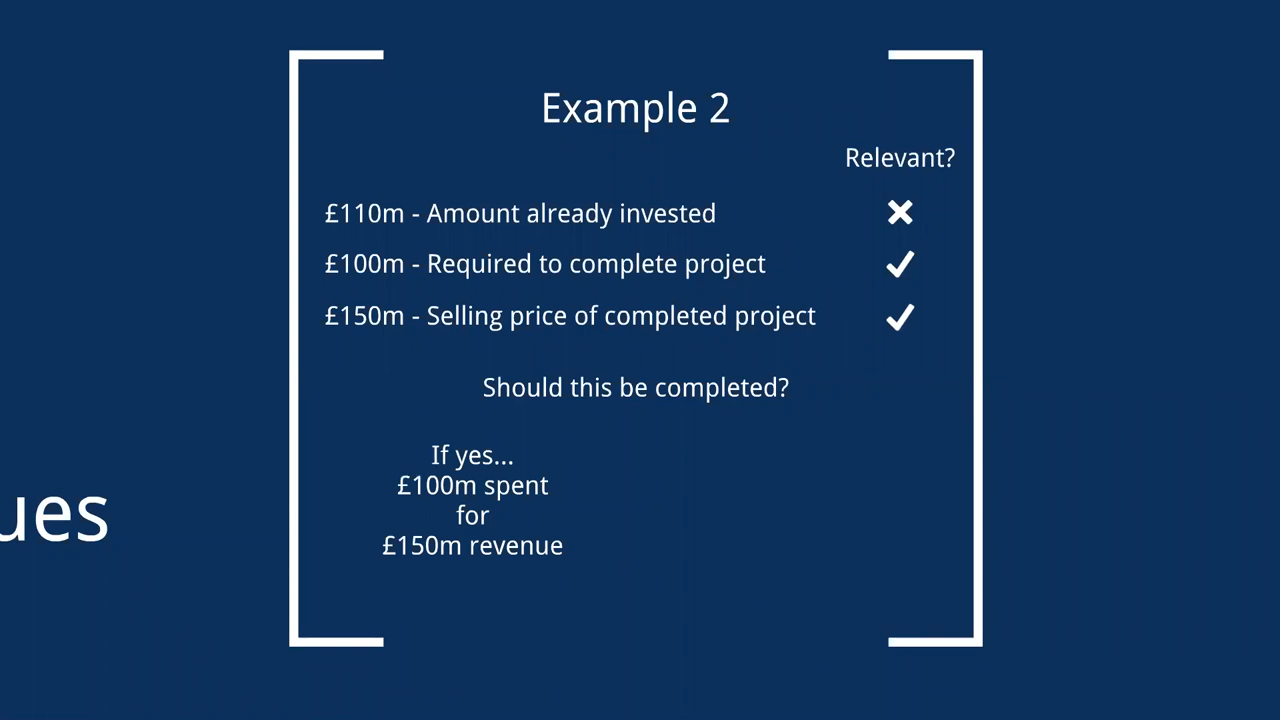 Example 2
Relevant?
£110m - Amount already invested
£100m - Required to complete project
£150m - Selling price of completed project
Should this be completed?
If yes...
£100m spent
for
£150m revenue
ues